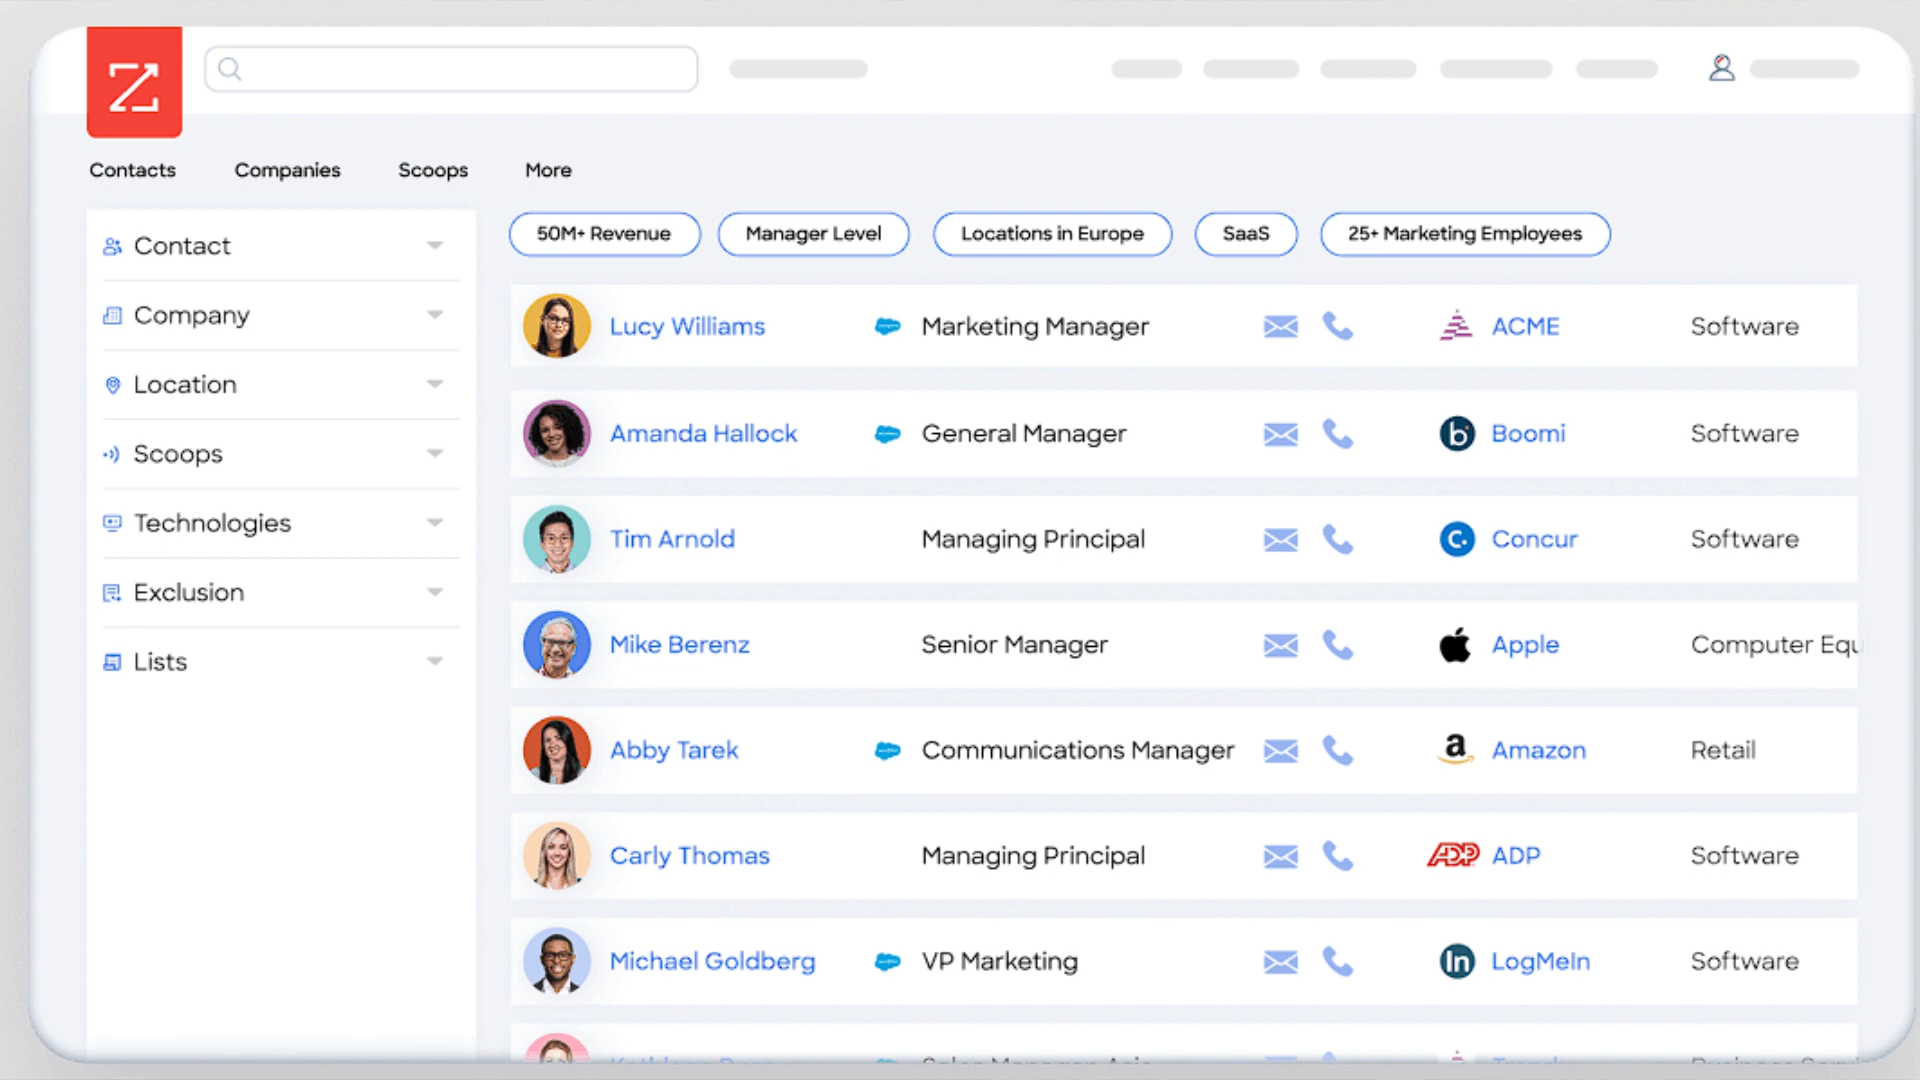 Contacts Companies Scoops More
Contact
Company
Location
Scoops
Technologies
Exclusion
Lists
50M+ Revenue Manager Level Locations in Europe SaaS 25+ Marketing Employees
Lucy Williams Marketing Manager ACME Software
Amanda Hallock General Manager b Boomi Software
Tim Arnold Managing Principal C. Concur Software
Mike Berenz Senior Manager Apple Computer Equi
Abby Tarek Communications Manager a Amazon Retail
Carly Thomas Managing Principal ADP ADP Software
Michael Goldberg VP Marketing In LogMeIn Software